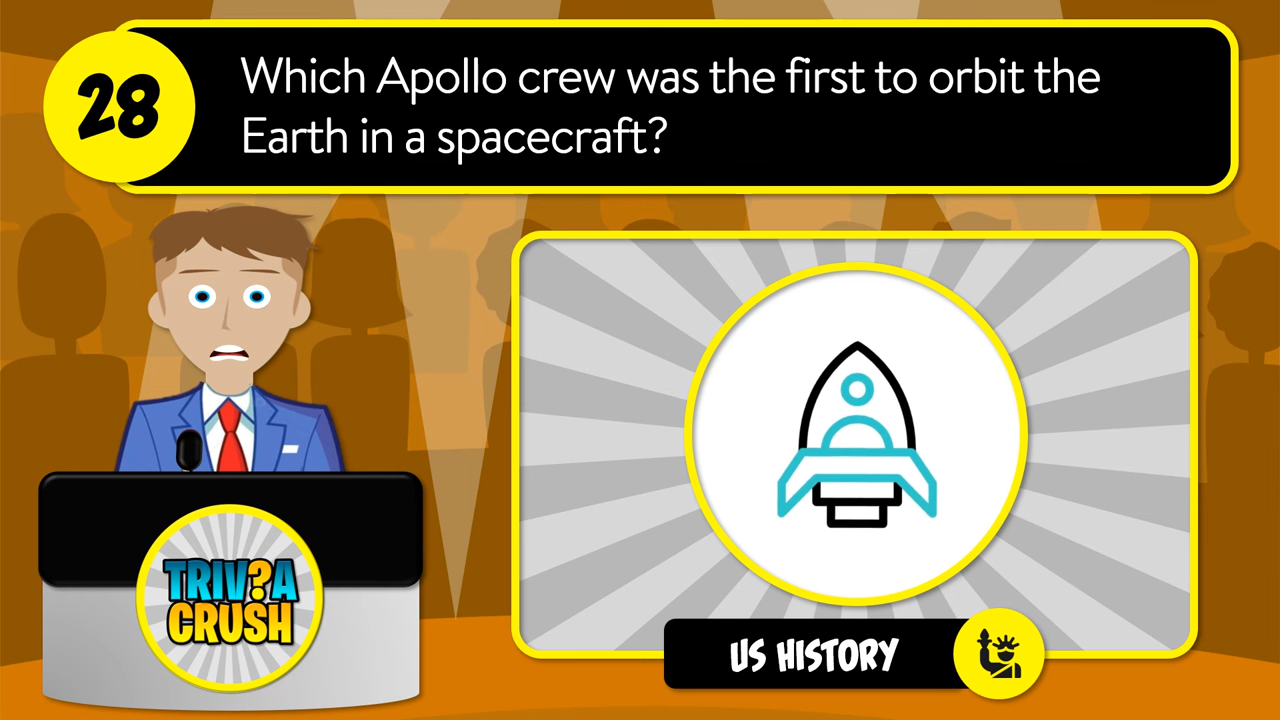 28
Which Apollo crew was the first to orbit the
Earth in a spacecraft?
TRIV?A
CRUSH
US HISTORY